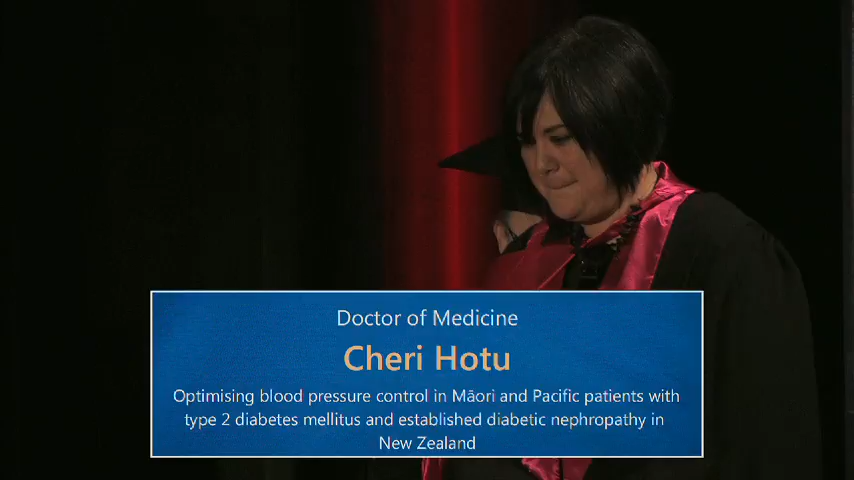 Doctor of Medicine
Cheri Hotu
Optimising blood pressure control in Māori and Pacific patients with
type 2 diabetes mellitus and established diabetic nephropathy in
New Zealand